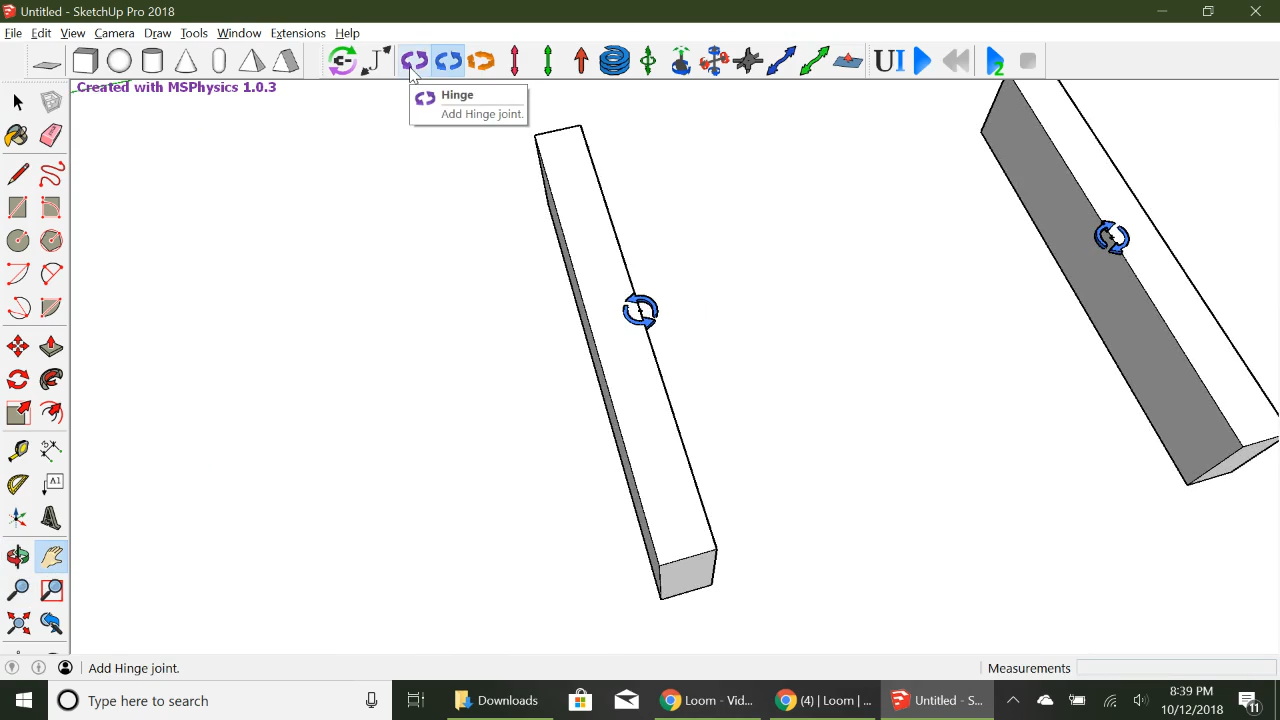 Untitled - SketchUp Pro 2018
File Edit View Camera Draw Tools Window Extensions Help
UI
2
Created with MSPhysics 1.0.3
Hinge
Add Hinge joint.
A1
Add Hinge joint.
Measurements
Type here to search
Downloads
Loom - Vid...
(4) | Loom | ...
Untitled - S...
8:39 PM
10/12/2018
11